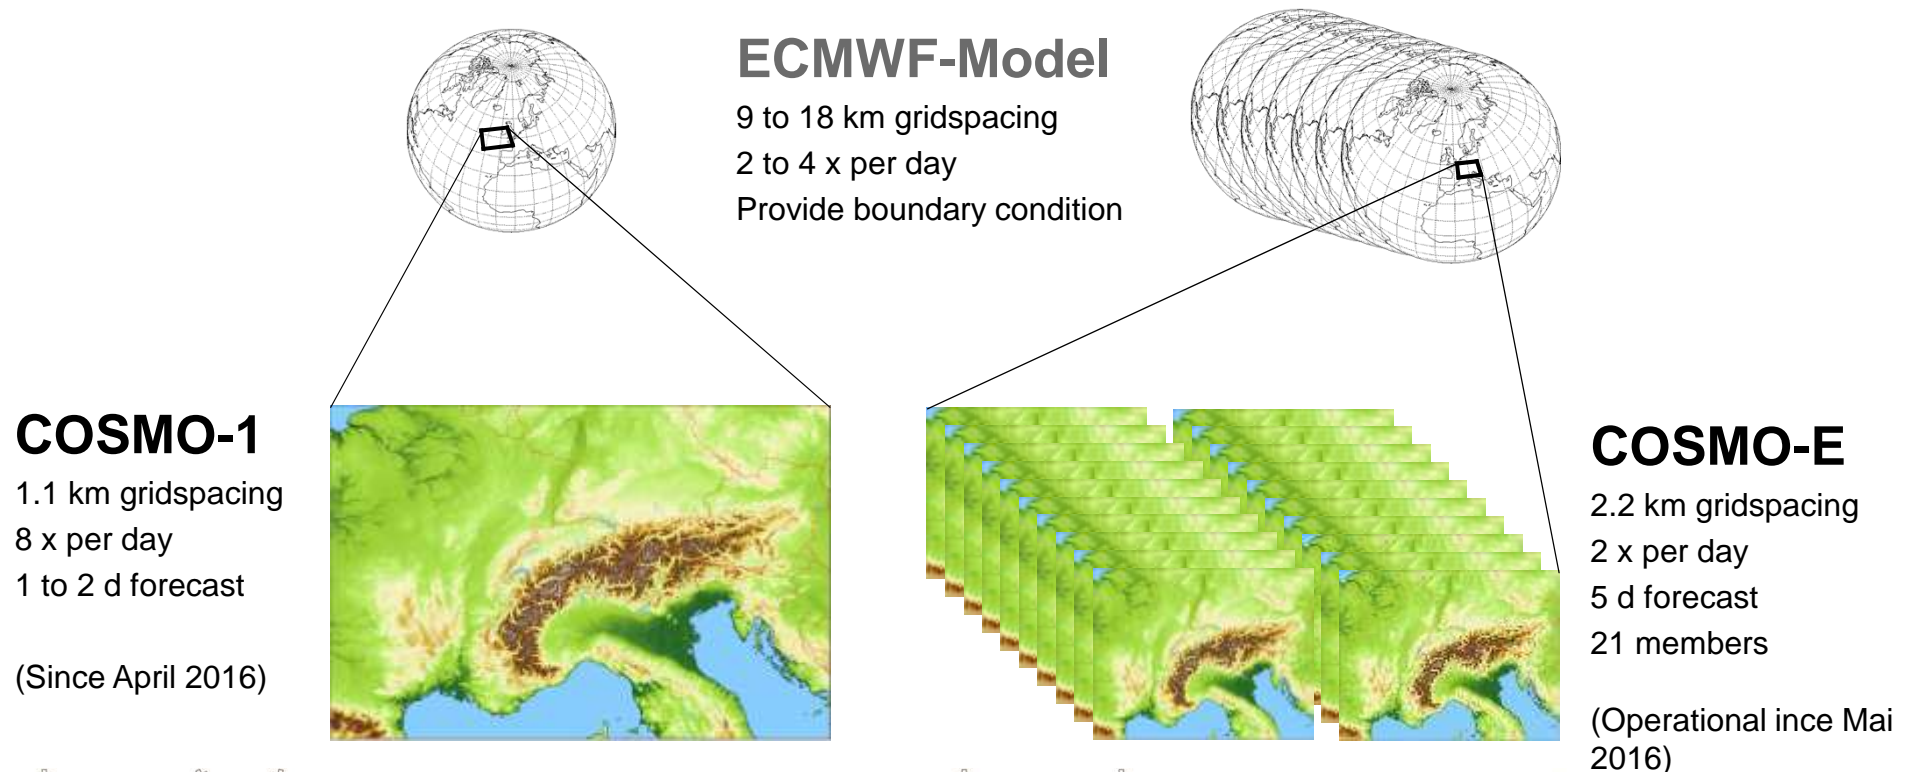 ECMWF-Model
9 to 18 km gridspacing
2 to 4 x per day
Provide boundary condition
COSMO-1
1.1 km gridspacing
8 x per day
1 to 2 d forecast
(Since April 2016)
COSMO-E
2.2 km gridspacing
2 x per day
5 d forecast
21 members
(Operational ince Mai
2016)